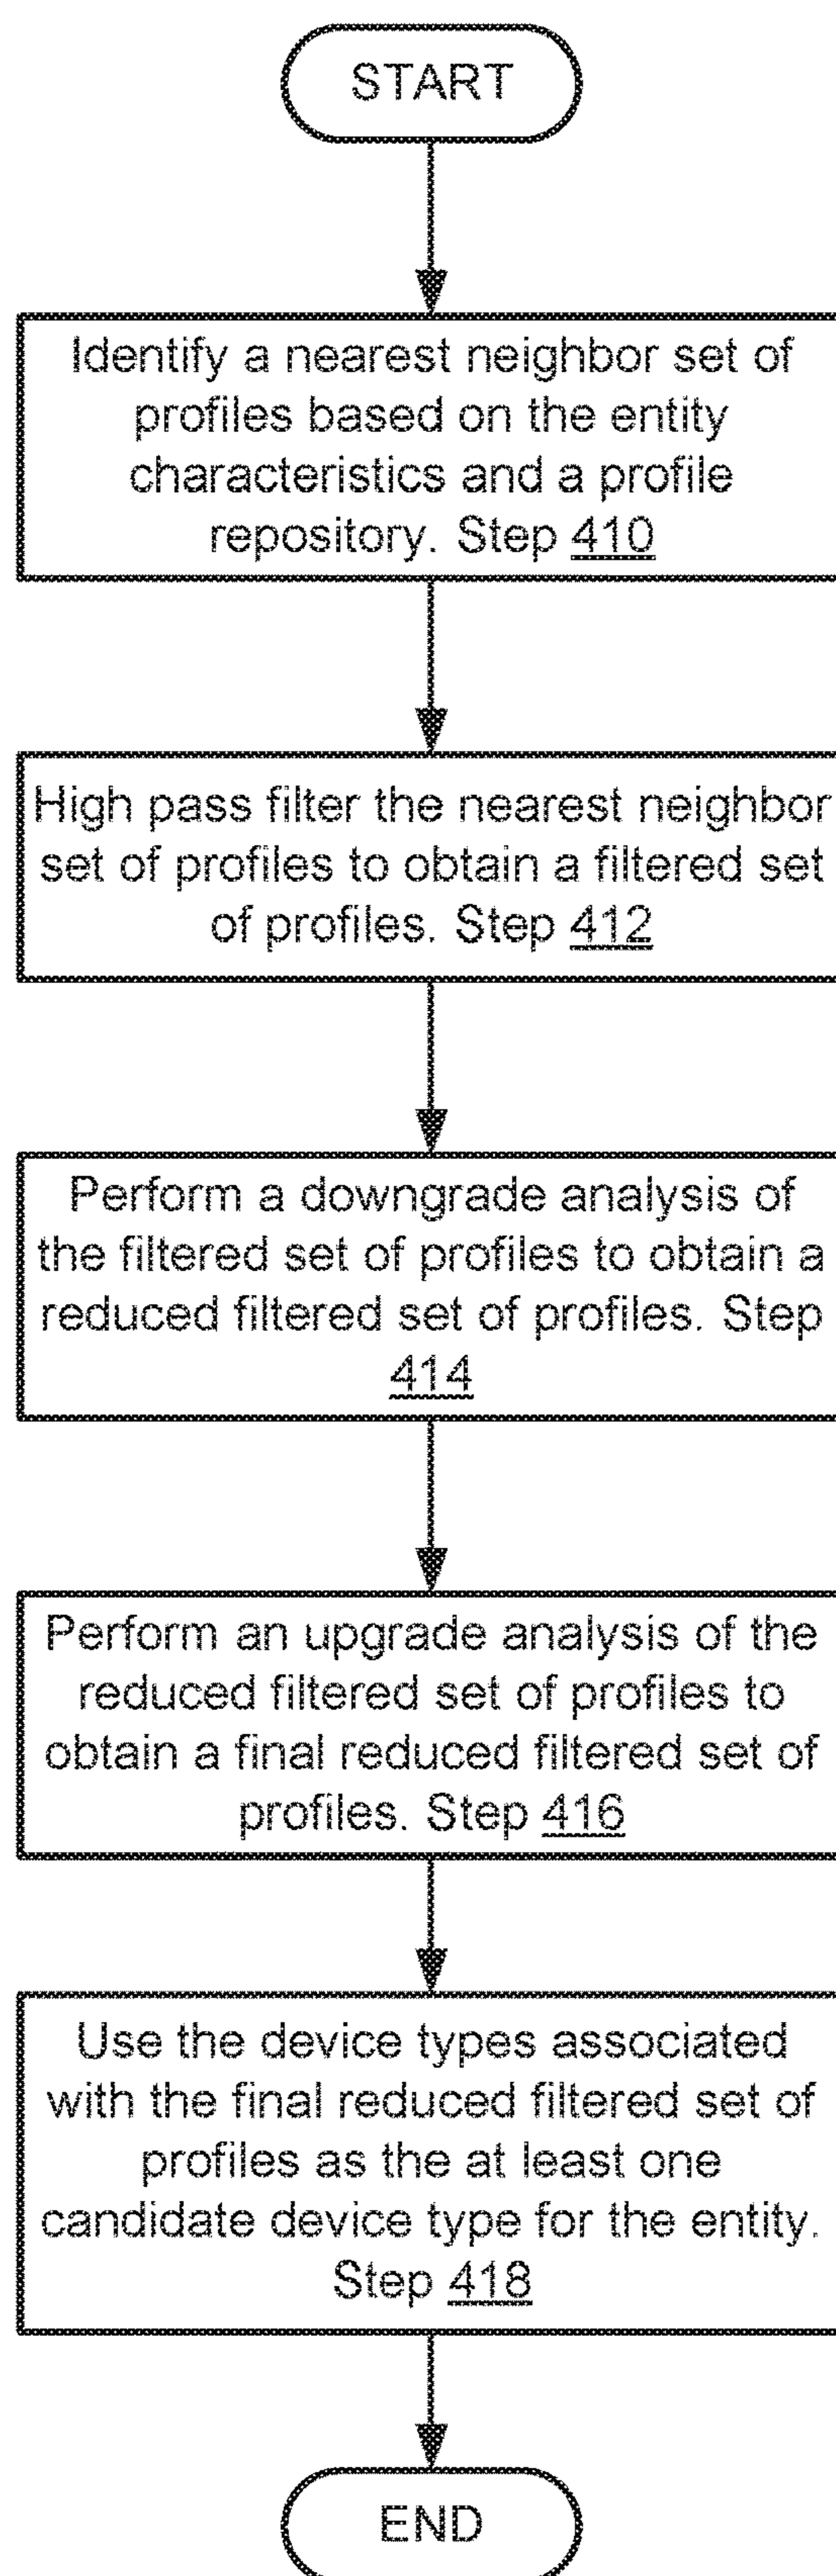 START
Identify a nearest neighbor set of
profiles based on the entity
characteristics and a profile
repository. Step 410
High pass filter the nearest neighbor
set of profiles to obtain a filtered set
of profiles. Step 412
Perform a downgrade analysis of
the filtered set of profiles to obtain a
reduced filtered set of profiles. Step
414
Perform an upgrade analysis of the
reduced filtered set of profiles to
obtain a final reduced filtered set of
profiles. Step 416
Use the device types associated
with the final reduced filtered set of
profiles as the at least one
candidate device type for the entity.
Step 418
END